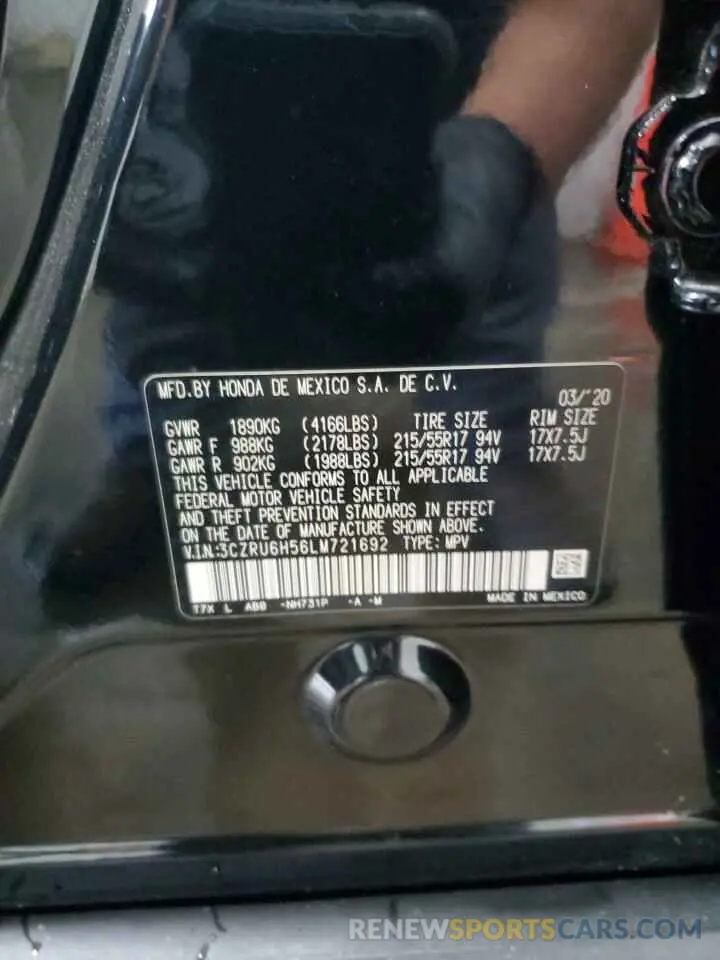 MFD.BY HONDA DE MEXICO S.A. DE C.V.
03/'20
GVWR 1890KG (4166LBS) TIRE SIZE RIM SIZE
GAWR F 988KG (2178LBS) 215/55R17 94V 17X7.5J
GAWR R 902KG (1988LBS) 215/55R17 94V 17X7.5J
THIS VEHICLE CONFORMS TO ALL APPLICABLE
FEDERAL MOTOR VEHICLE SAFETY
AND THEFT PREVENTION STANDARDS IN EFFECT
ON THE DATE OF MANUFACTURE SHOWN ABOVE.
V.I.N:3CZRU6H56LM721692 TYPE: MPV
T7X L ABB -NH731P -A -M MADE IN MEXICO
RENEWSPORTSCARS.COM